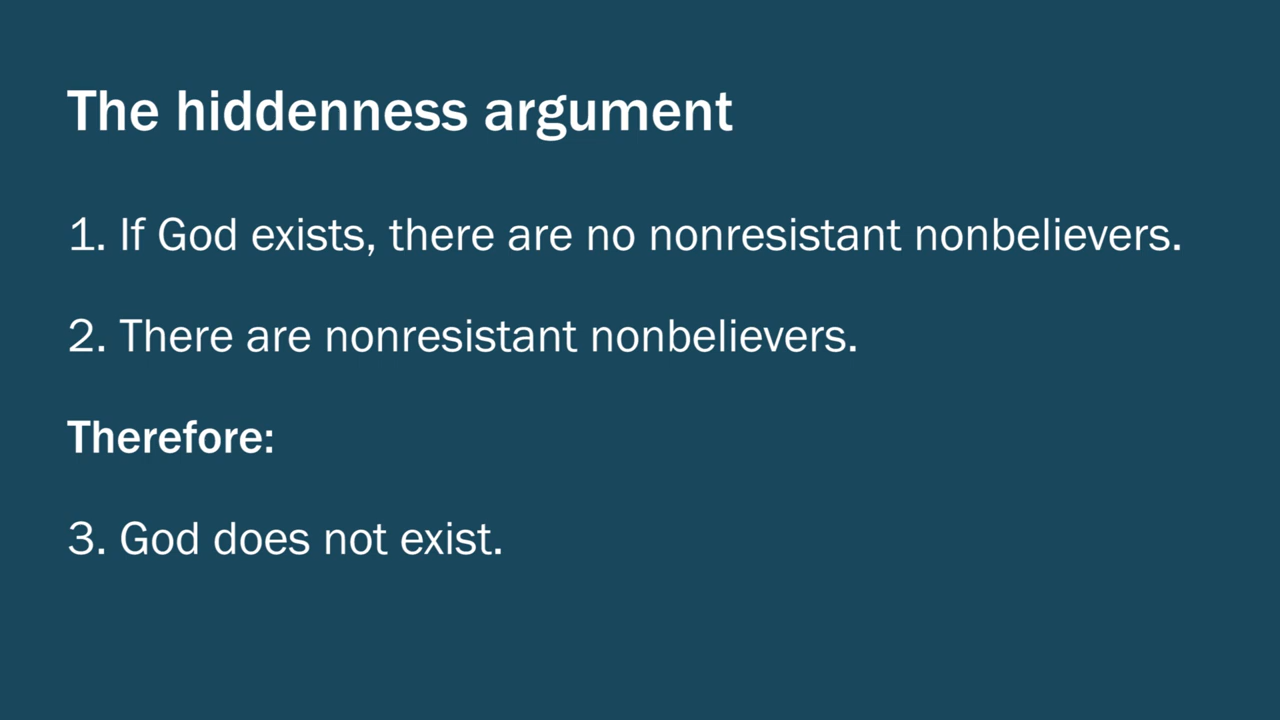 The hiddenness argument
1. If God exists, there are no nonresistant nonbelievers.
2. There are nonresistant nonbelievers.
Therefore:
3. God does not exist.